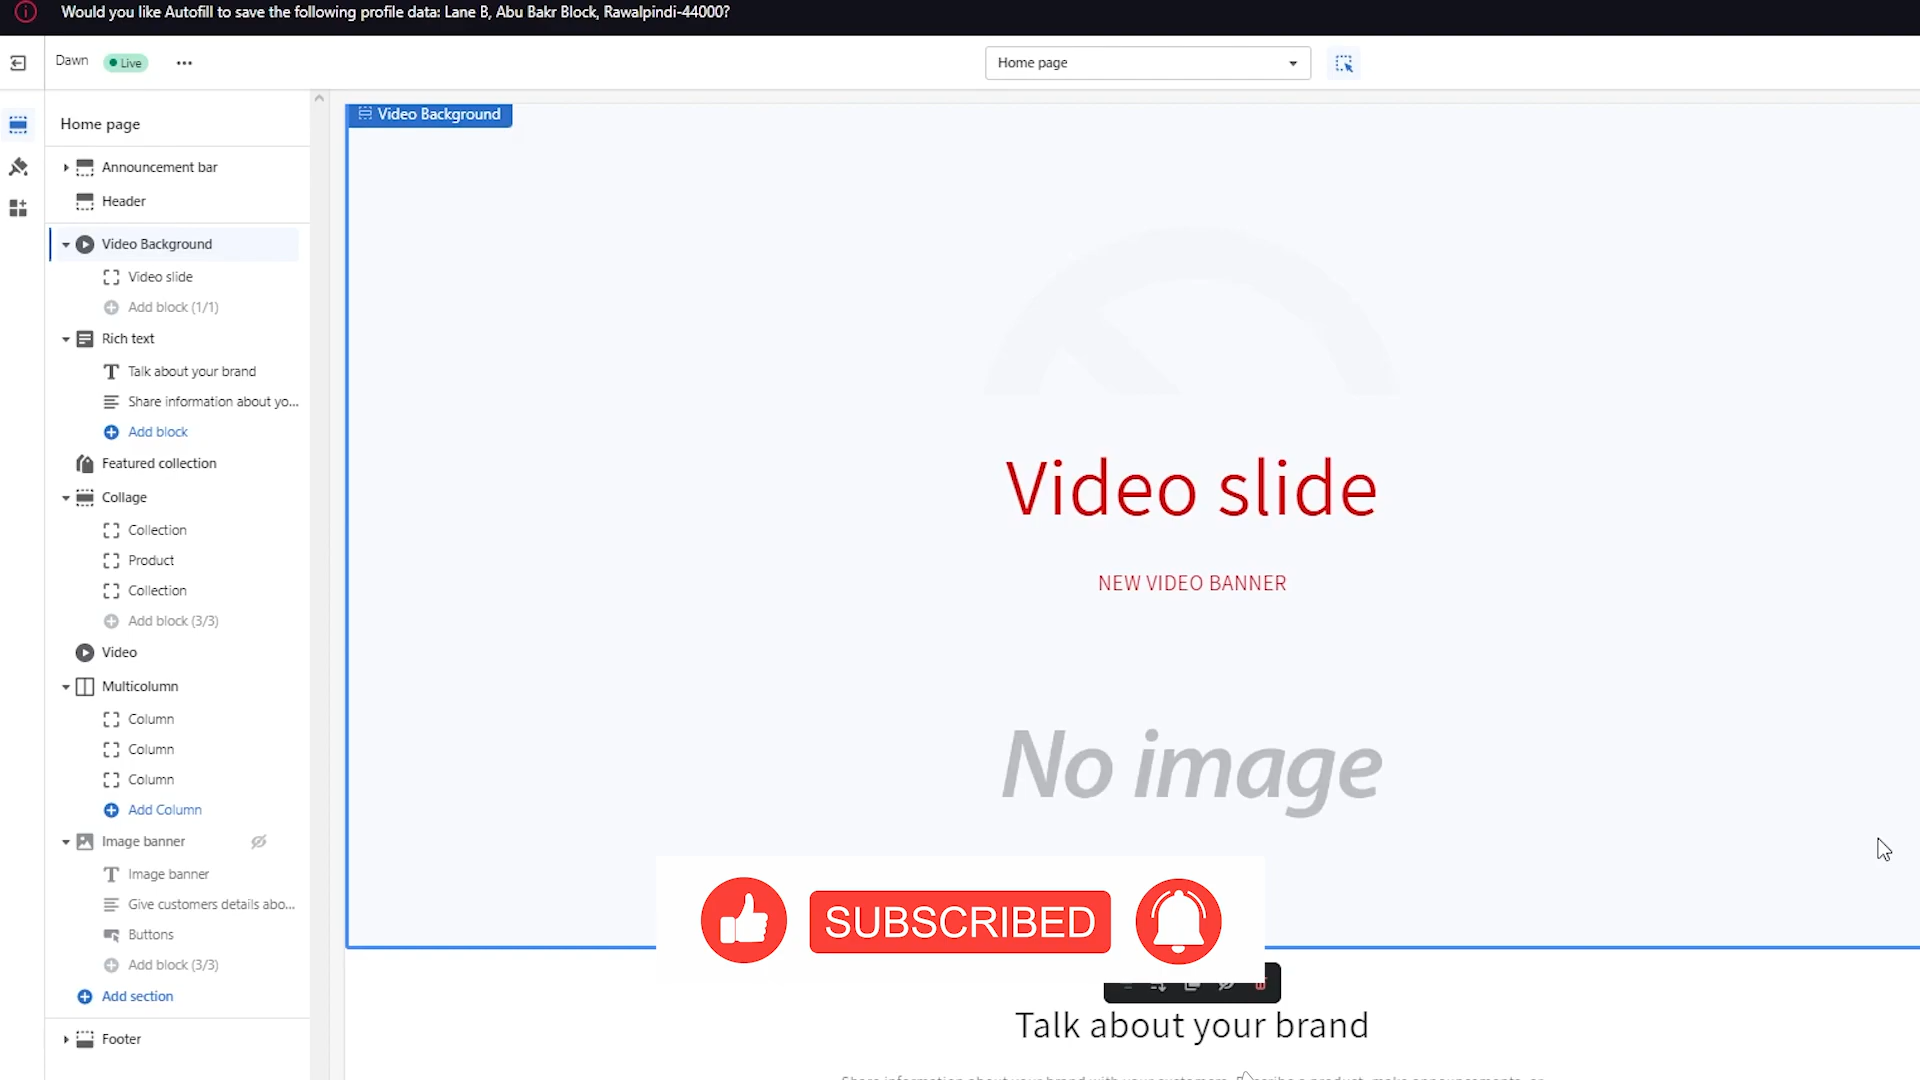 Would you like Autofill to save the following profile data: Lane B, Abu Bakr Block, Rawalpindi-44000?
Dawn
Live
Home page
Home page
Announcement bar
Header
Video Background
Video slide
Add block (1/1)
Rich text
Talk about your brand
Share information about yo...
Add block
Featured collection
Collage
Collection
Product
Collection
Add block (3/3)
Video
Multicolumn
Column
Column
Column
Add Column
Image banner
Image banner
Give customers details abo...
Buttons
Add block (3/3)
Add section
Footer
Video Background
Video slide
NEW VIDEO BANNER
No image
SUBSCRIBED
Talk about your brand